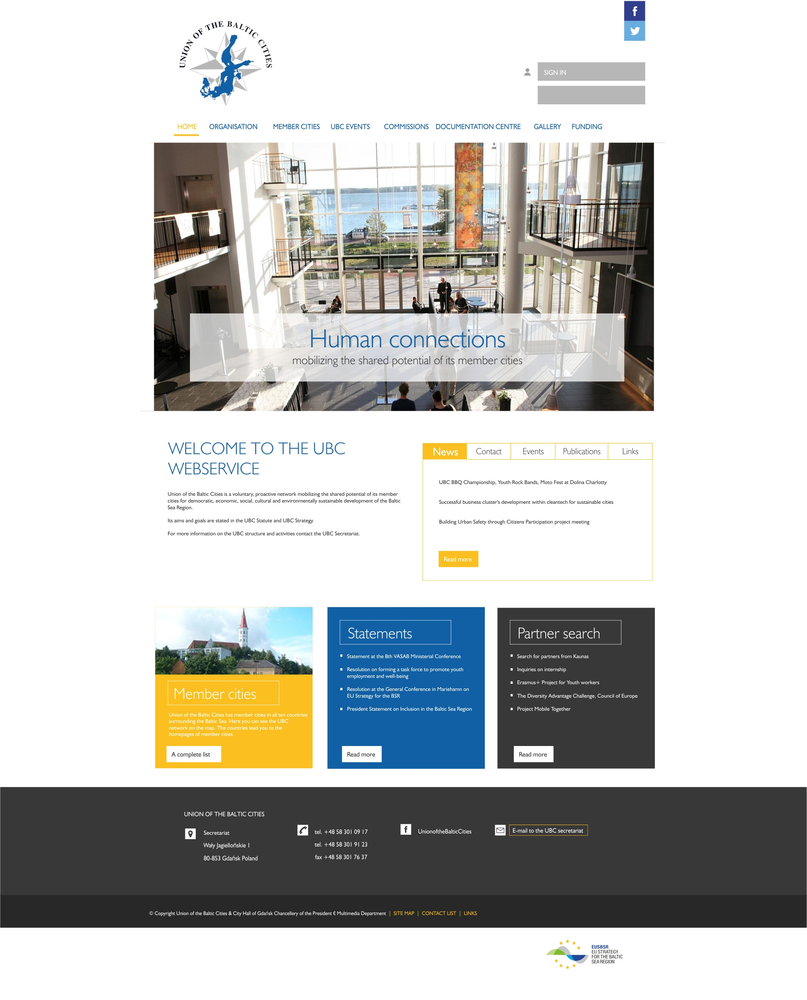 UNION OF THE BALTIC CITIES
SIGN IN
HOME ORGANISATION MEMBER CITIES UBC EVENTS COMMISSIONS DOCUMENTATION CENTRE GALLERY FUNDING
POLIS
Human connections
mobilizing the shared potential of its member cities
WELCOME TO THE UBC
WEBSERVICE
Union of the Baltic Cities is a voluntary, proactive network mobilizing the shared potential of its member
cities for democratic, economic, social, cultural and environmentally sustainable development of the Baltic
Sea Region.
Its aims and goals are stated in the UBC Statute and UBC Strategy.
For more information on the UBC structure and activities contact the UBC Secretariat.
News Contact Events Publications Links
UBC BBQ Championship, Youth Rock Bands, Moto Fest at Dolina Charlotty
Successful business cluster's development within cleantech for sustainable cities
Building Urban Safety through Citizens Participation project meeting
Read more
Member cities
Union of the Baltic Cities has member cities in all ten countries
surrounding the Baltic Sea. Here you can see the UBC
network on the map. The countries lead you to the
homepages of member cities.
A complete list
Statements
Statement at the 8th VASAB Ministerial Conference
Resolution on forming a task force to promote youth
employment and well-being
Resolution at the General Conference in Mariehamn on
EU Strategy for the BSR
President Statement on Inclusion in the Baltic Sea Region
Read more
Partner search
Search for partners from Kaunas
Inquiries on internship
Erasmus+ Project for Youth workers
The Diversity Advantage Challenge, Council of Europe
Project Mobile Together
Read more
UNION OF THE BALTIC CITIES
Secretariat
Wały Jagiellońskie 1
80-853 Gdańsk Poland
tel. +48 58 301 09 17
tel. +48 58 301 91 23
fax +48 58 301 76 37
UnionoftheBalticCities
E-mail to the UBC secretariat
© Copyright Union of the Baltic Cities & City Hall of Gdańsk Chancellery of the President € Multimedia Department | SITE MAP | CONTACT LIST | LINKS
EUSBSR
EU STRATEGY
FOR THE BALTIC
SEA REGION